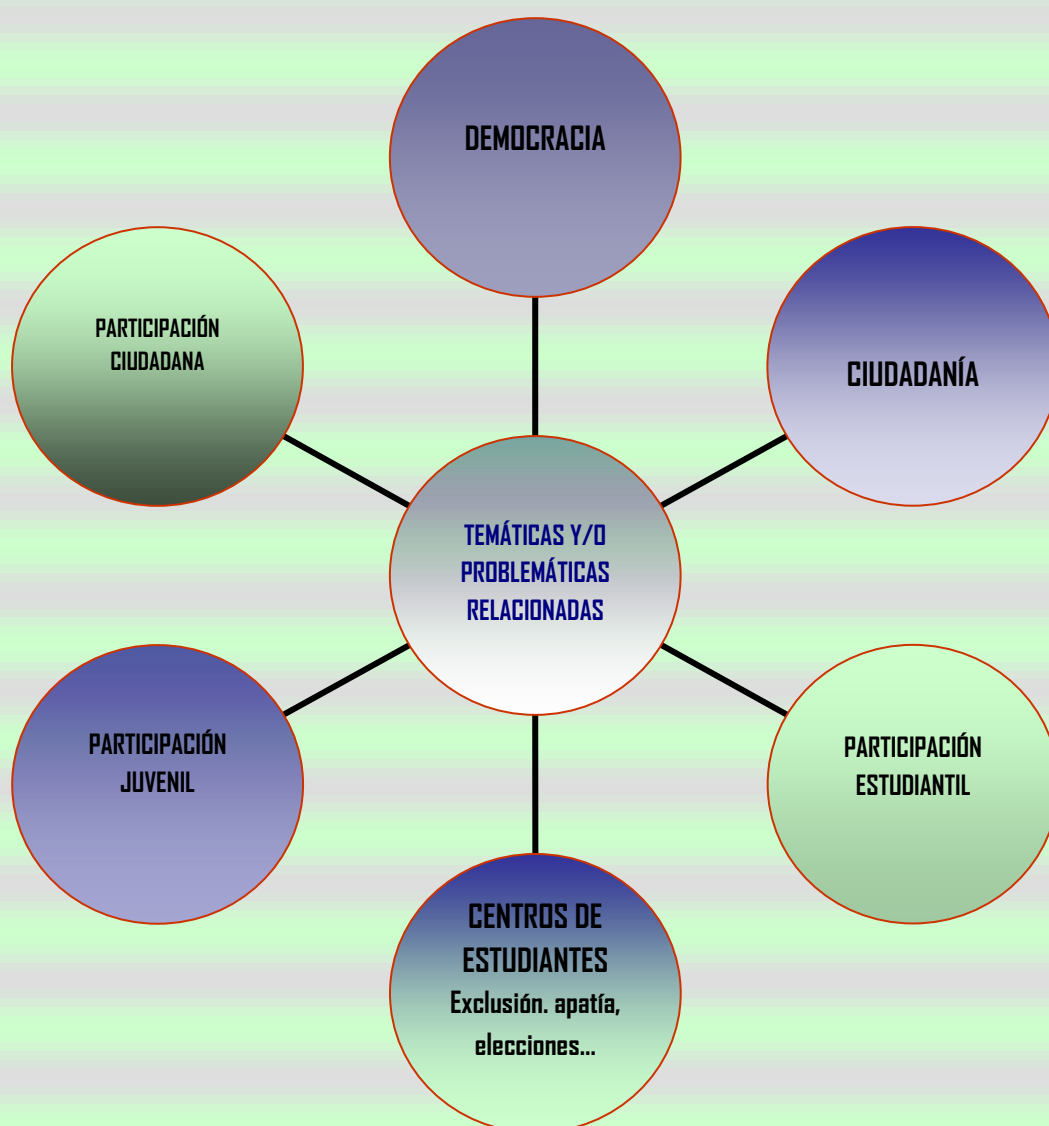 DEMOCRACIA
PARTICIPACIÓN
CIUDADANA
CIUDADANÍA
TEMÁTICAS Y/O
PROBLEMÁTICAS
RELACIONADAS
PARTICIPACIÓN
JUVENIL
PARTICIPACIÓN
ESTUDIANTIL
CENTROS DE
ESTUDIANTES
Exclusión. apatía,
elecciones...